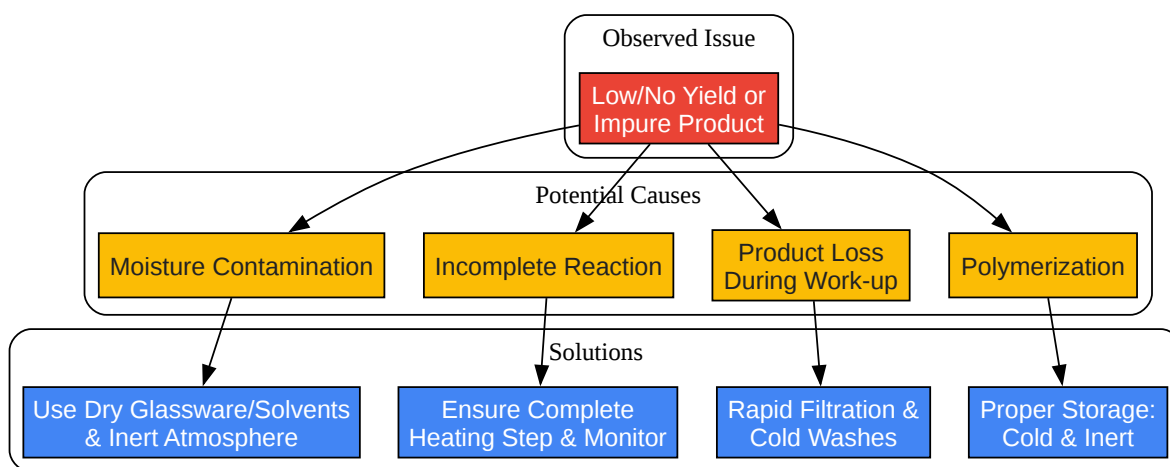 Observed Issue
Low/No Yield or
Impure Product
Potential Causes
Moisture Contamination
Incomplete Reaction
Product Loss
During Work-up
Polymerization
Solutions
Use Dry Glassware/Solvents
& Inert Atmosphere
Ensure Complete
Heating Step & Monitor
Rapid Filtration &
Cold Washes
Proper Storage:
Cold & Inert